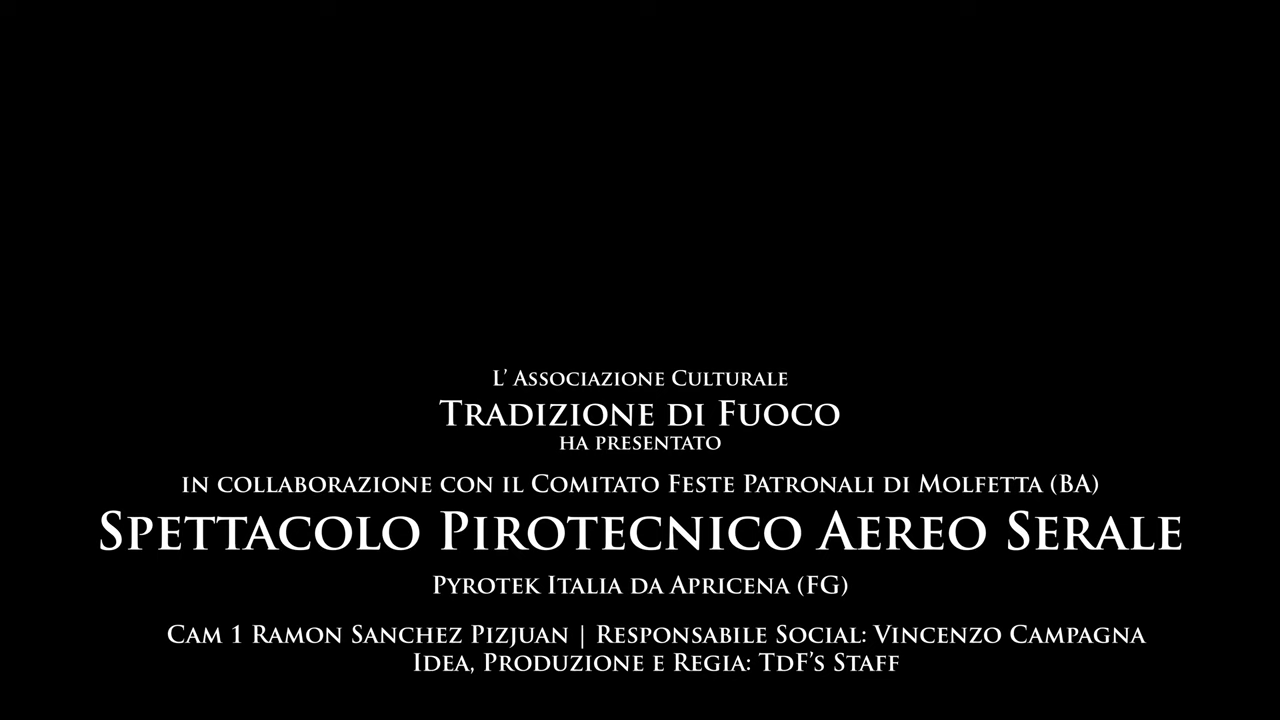 L' Associazione Culturale
Tradizione di Fuoco
ha presentato
in collaborazione con il Comitato Feste Patronali di Molfetta (BA)
Spettacolo Pirotecnico Aereo Serale
Pyrotek Italia da Apricena (FG)
Cam 1 Ramon Sanchez Pizjuan | Responsabile Social: Vincenzo Campagna
Idea, Produzione e Regia: TdF's Staff